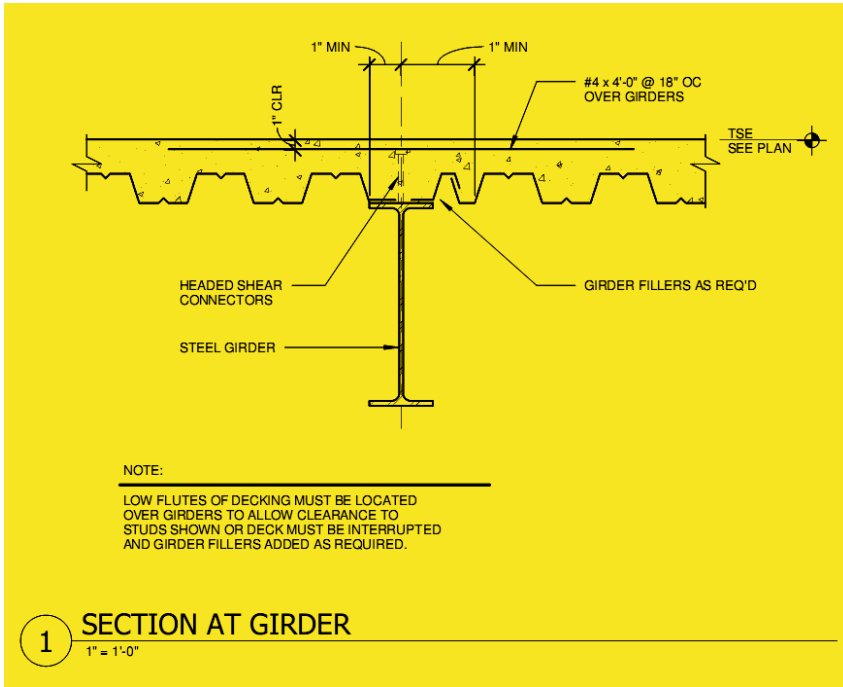 1" MIN
1" MIN
#4 x 4'-0" @ 18" OC
OVER GIRDERS
1" CLR
TSE
SEE PLAN
HEADED SHEAR
CONNECTORS
GIRDER FILLERS AS REQ'D
STEEL GIRDER
NOTE:
LOW FLUTES OF DECKING MUST BE LOCATED
OVER GIRDERS TO ALLOW CLEARANCE TO
STUDS SHOWN OR DECK MUST BE INTERRUPTED
AND GIRDER FILLERS ADDED AS REQUIRED.
1
SECTION AT GIRDER
1" = 1'-0"